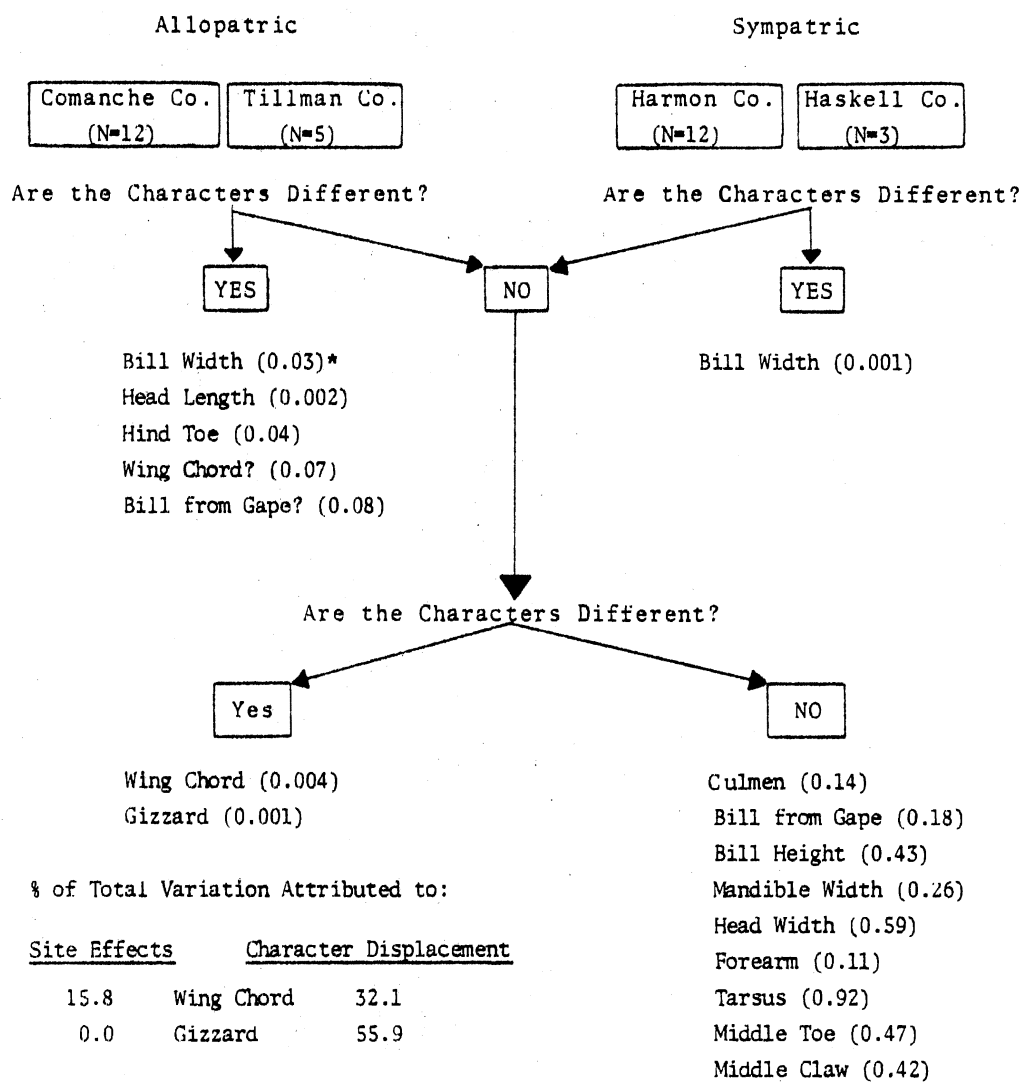 Allopatric
Sympatric
Comanche Co.
(N=12)
Tillman Co.
(N=5)
Harmon Co.
(N=12)
Haskell Co.
(N=3)
Are the Characters Different?
Are the Characters Different?
YES
NO
YES
Bill Width (0.03)*
Head Length (0.002)
Hind Toe (0.04)
Wing Chord? (0.07)
Bill from Gape? (0.08)
Bill Width (0.001)
Are the Characters Different?
Yes
NO
Wing Chord (0.004)
Gizzard (0.001)
Culmen (0.14)
Bill from Gape (0.18)
Bill Height (0.43)
Mandible Width (0.26)
Head Width (0.59)
Forearm (0.11)
Tarsus (0.92)
Middle Toe (0.47)
Middle Claw (0.42)
% of Total Variation Attributed to:
Site Effects Character Displacement
15.8 Wing Chord 32.1
0.0 Gizzard 55.9